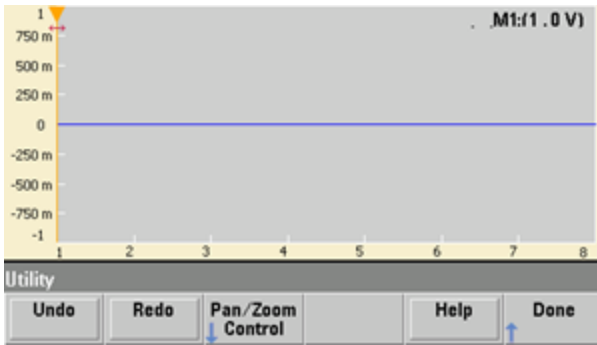 1
M1:(1.0 V)
750 m
500 m
250 m
0
-250 m
-500 m
-750 m
-1
1 2 3 4 5 6 7 8
Utility
Undo Redo Pan/Zoom Control Help Done